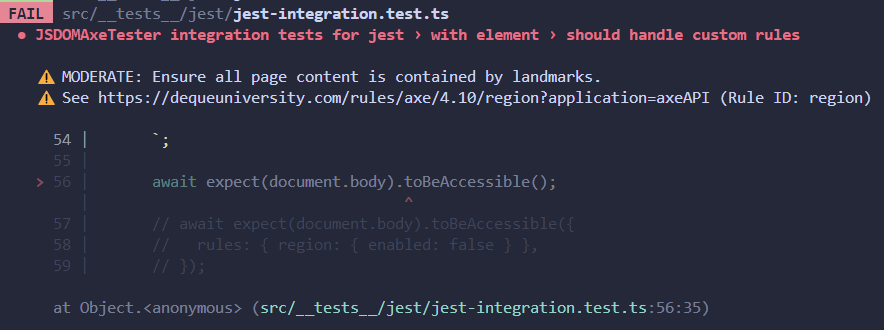 FAIL src/__tests__/jest/jest-integration.test.ts
● JSDOMAxeTester integration tests for jest › with element › should handle custom rules
⚠ MODERATE: Ensure all page content is contained by landmarks.
⚠ See https://dequeuniversity.com/rules/axe/4.10/region?application=axeAPI (Rule ID: region)
54 | `;
55 |
> 56 | await expect(document.body).toBeAccessible();
| ^
57 | // await expect(document.body).toBeAccessible({
58 | //   rules: { region: { enabled: false } },
59 | // });
at Object.<anonymous> (src/__tests__/jest/jest-integration.test.ts:56:35)